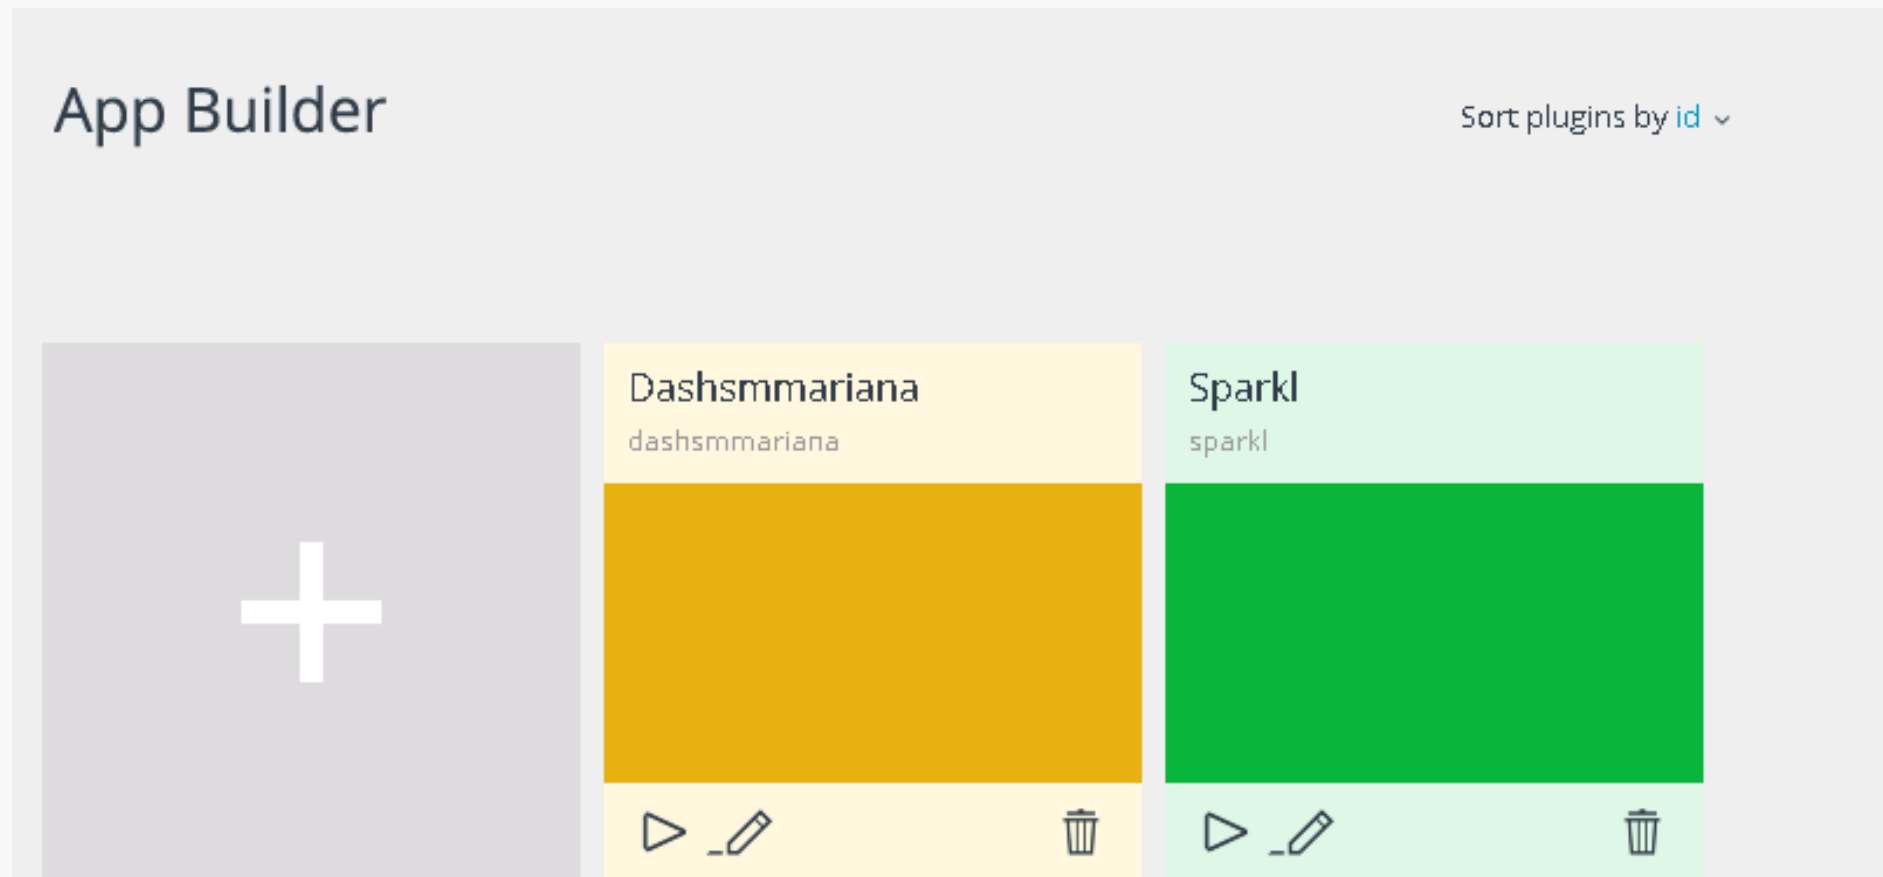 App Builder
Sort plugins by id
Dashsmmariana
dashsmmariana
Sparkl
sparkl